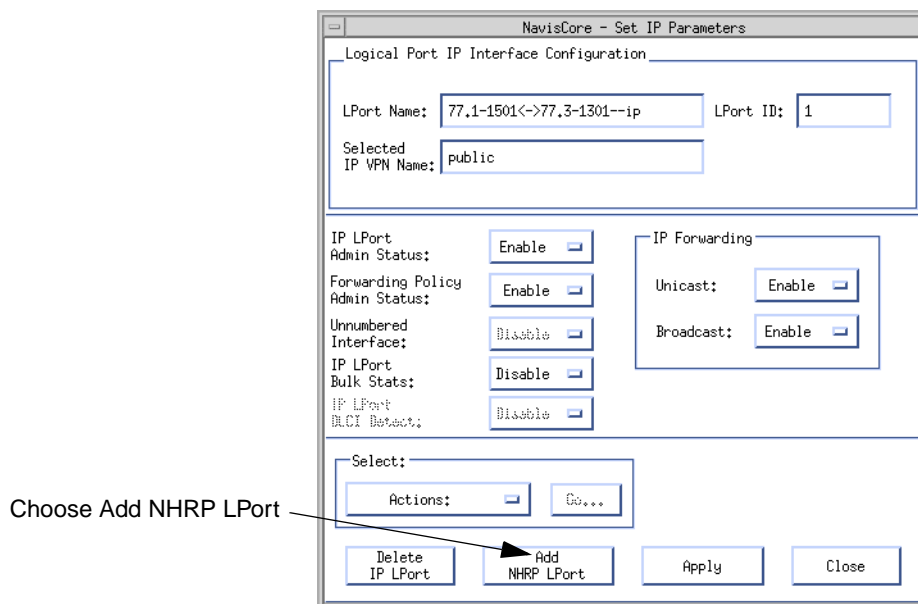 NavisCore - Set IP Parameters
Logical Port IP Interface Configuration
LPort Name: 77.1-1501<->77.3-1301--ip LPort ID: 1
Selected
IP VPN Name: public
IP LPort
Admin Status: Enable
IP Forwarding
Forwarding Policy
Admin Status: Enable
Unicast: Enable
Unnumbered
Interface: Disable
Broadcast: Enable
IP LPort
Bulk Stats: Disable
IP LPort
DLCI Detect: Disable
Select:
Actions: Go...
Choose Add NHRP LPort
Delete
IP LPort
Add
NHRP LPort
Apply
Close